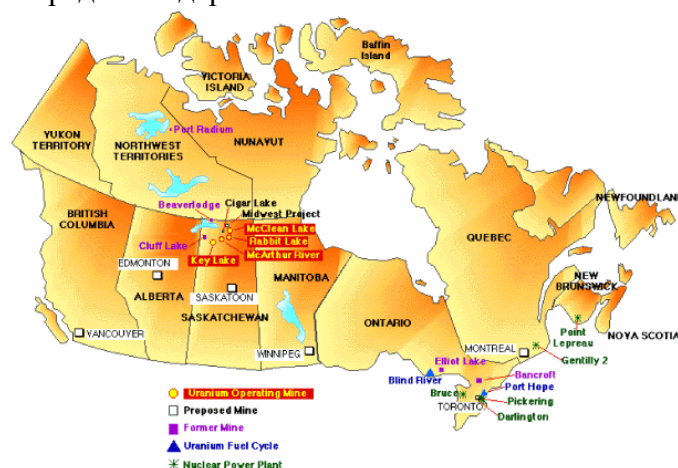 Baffin
Island
VICTORIA
ISLAND
YUKON
TERRITORY
NORTHWEST
TERRITORIES
Port Radium
NUNAVUT
BRITISH
COLUMBIA
Beaverlodge
Cigar Lake
Midwest Project
McClean Lake
Rabbit Lake
McArthur River
Cluff Lake
Key Lake
EDMONTON
ALBERTA
SASKATOON
SASKATCHEWAN
MANITOBA
VANCOUVER
WINNIPEG
ONTARIO
QUEBEC
NEWFOUNDLAND
NEW
BRUNSWICK
NOVA SCOTIA
Point
Lepreau
Gentilly 2
MONTREAL
Elliot Lake
Bancroft
Blind River
Port Hope
Bruce
Pickering
TORONTO
Darlington
Uranium Operating Mine
Proposed Mine
Former Mine
Uranium Fuel Cycle
Nuclear Power Plant